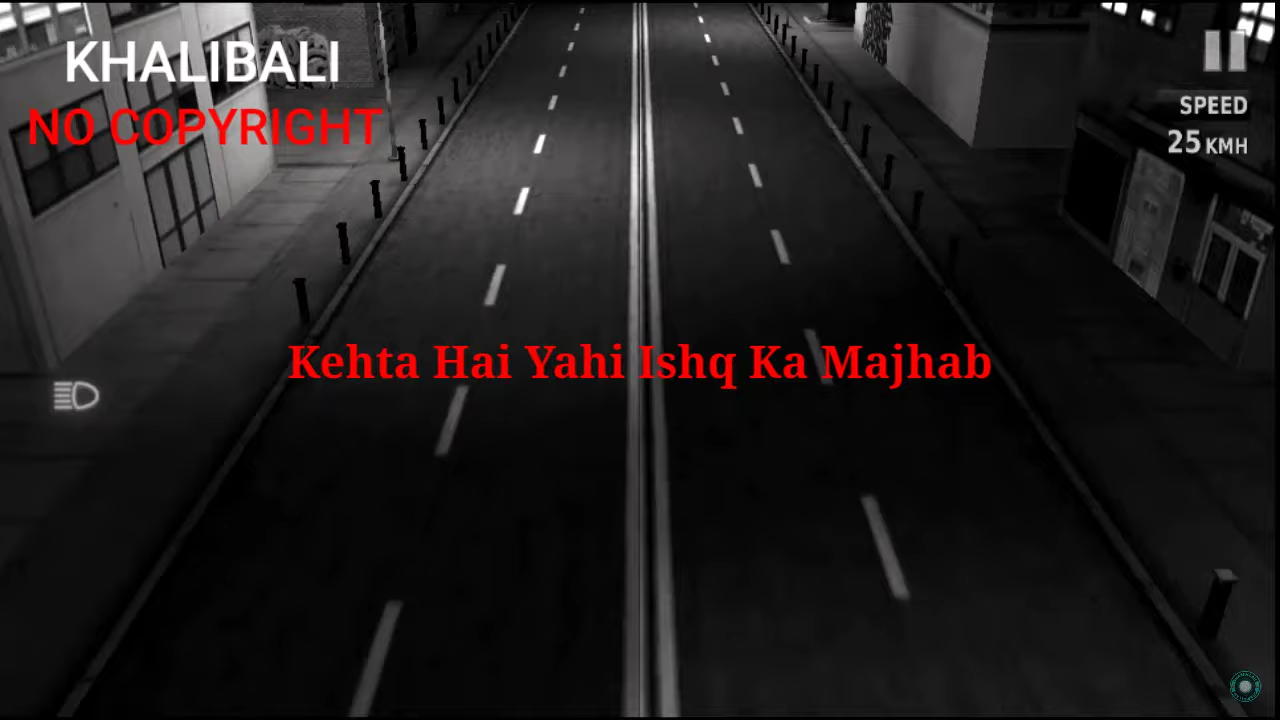 KHALIBALI
NO COPYRIGHT
SPEED
25 KMH
Kehta Hai Yahi Ishq Ka Majhab